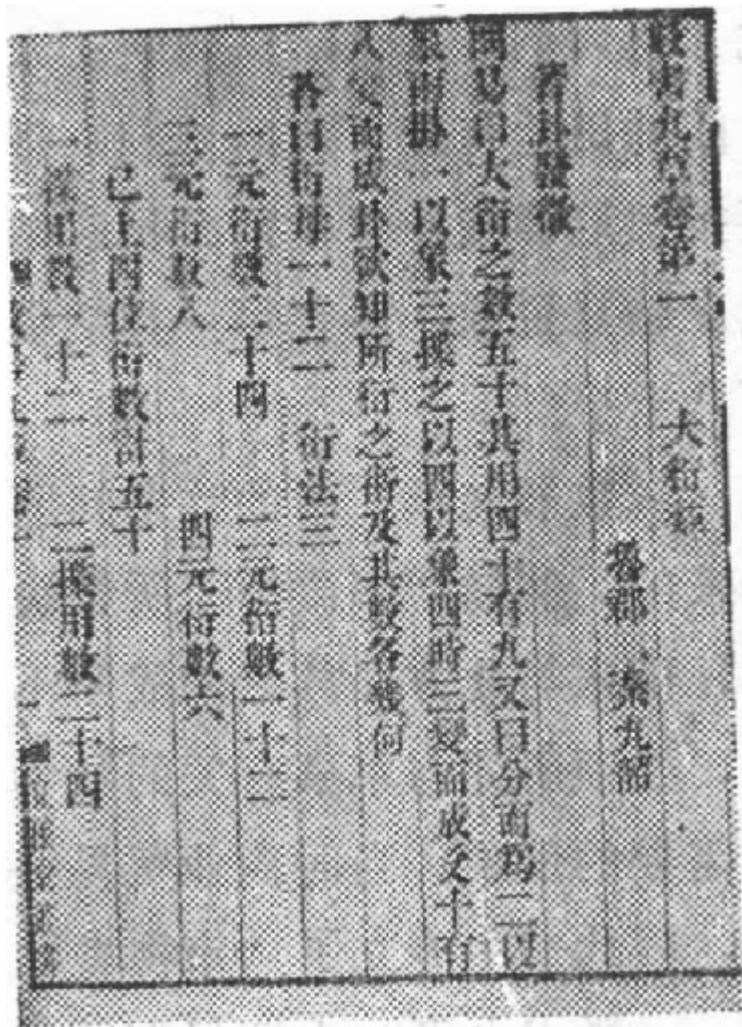 數書九章卷第一 大衍類
魯郡 秦九韶
蓍卦發微
問易曰大衍之數五十其用四十有九又曰分而爲二以
象兩掛一以象三揲之以四以象四時三變而成爻十有
八變而成卦欲知所衍之術及其數各幾何
答曰衍母一十二 衍法三
一元衍數二十四 二元衍數一十二
三元衍數八 四元衍數六
已上四位衍數計五十
一揲用數一十二 二揲用數二十四